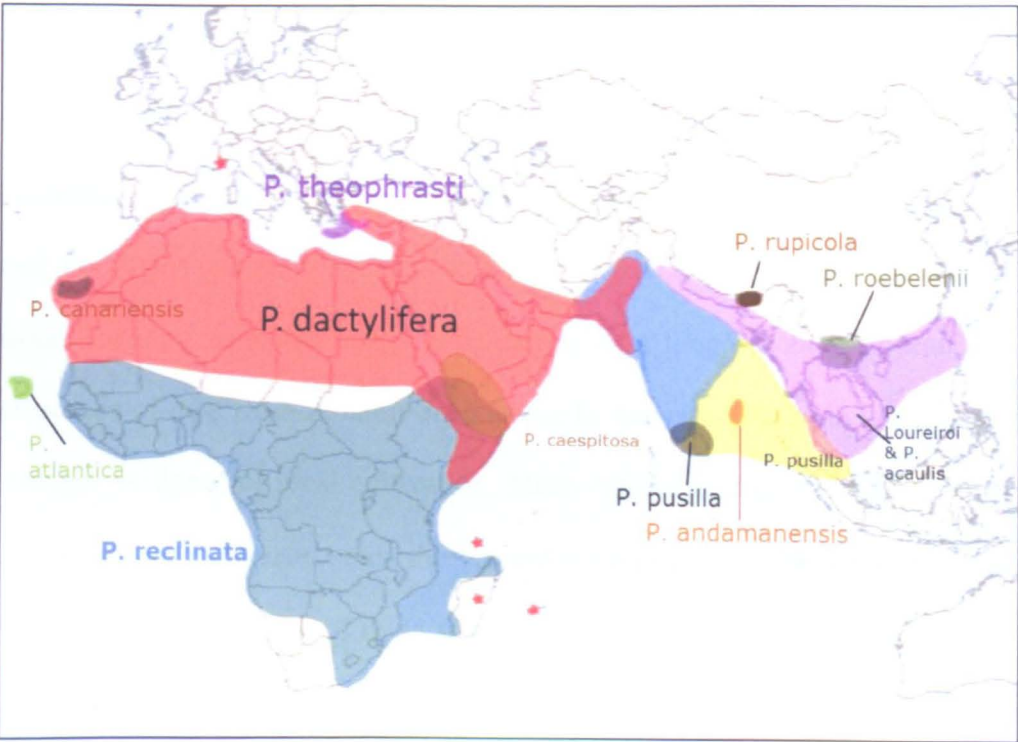 P. theophrasti
P. rupicola
P. roebelenii
P. canariensis
P. dactylifera
P.
atlantica
P. caespitosa
P.
Loureiroi
& P.
acaulis
P. pusilla
P. pusilla
P. andamanensis
P. reclinata